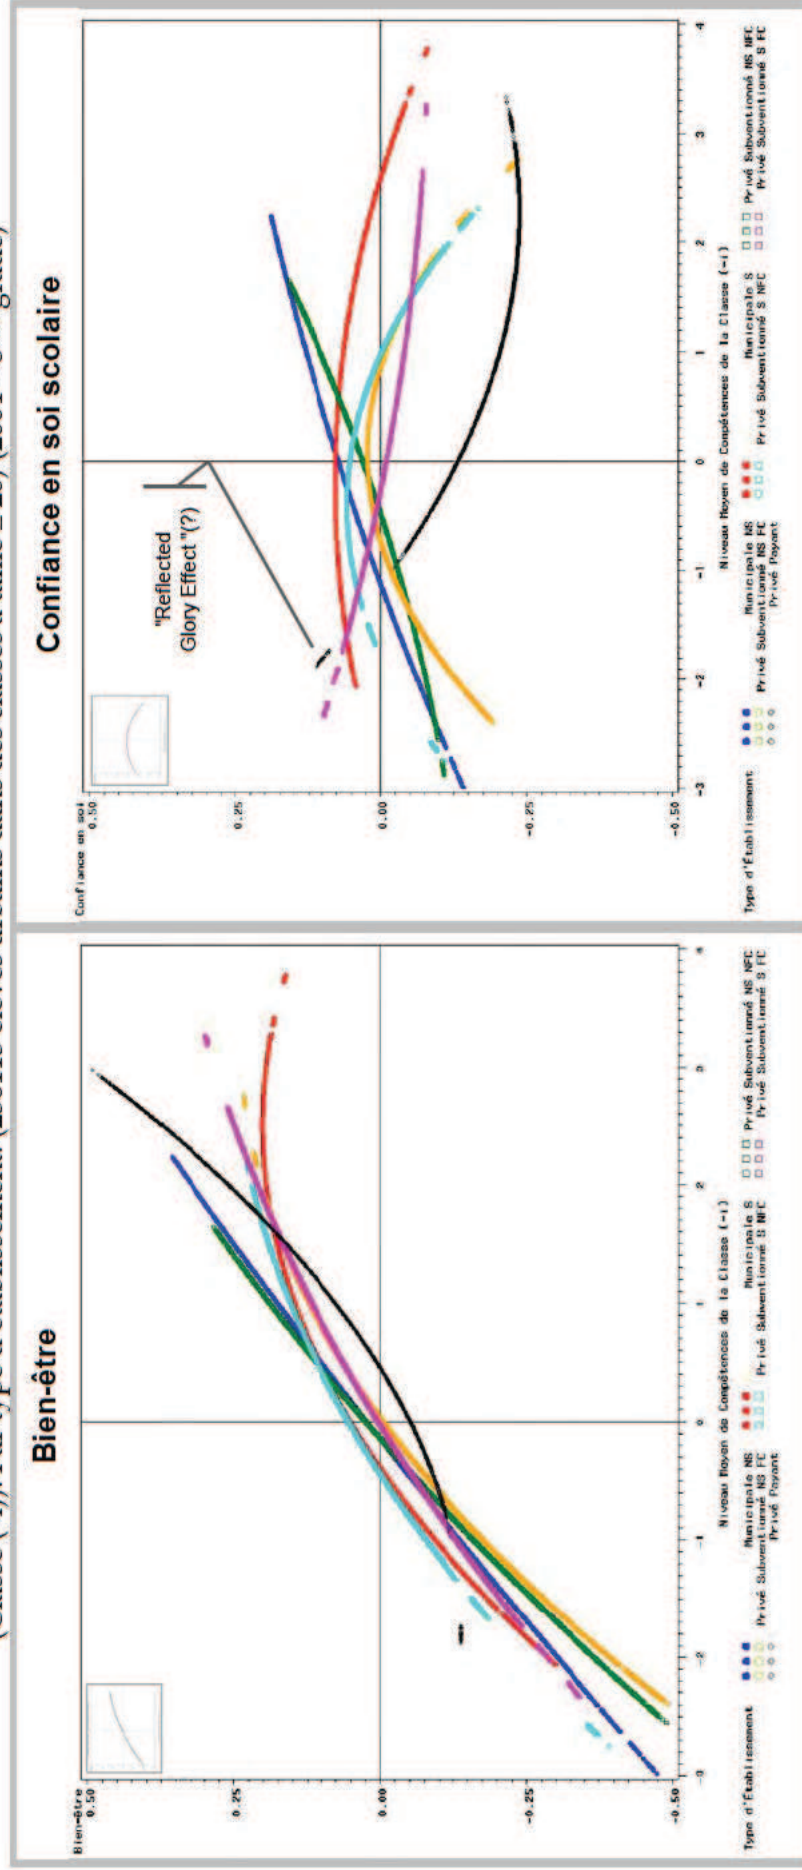 Bien-être
Bien-être
0.50
0.25
0.00
-0.25
-0.50
-3
-2
-1
0
1
2
3
4
Niveau Moyen de Compétences de la Classe (-i)
Type d'Établissement
Municipale NS
Municipale S
Privé Subventionné NS NFC
Privé Subventionné NS FC
Privé Subventionné S NFC
Privé Subventionné S FC
Privé Payant
Confiance en soi scolaire
Confiance en soi
0.50
0.25
0.00
-0.25
-0.50
"Reflected
Glory Effect "(?)
-3
-2
-1
0
1
2
3
4
Niveau Moyen de Compétences de la Classe (-i)
Type d'Établissement
Municipale NS
Municipale S
Privé Subventionné NS NFC
Privé Subventionné NS FC
Privé Subventionné S NFC
Privé Subventionné S FC
Privé Payant